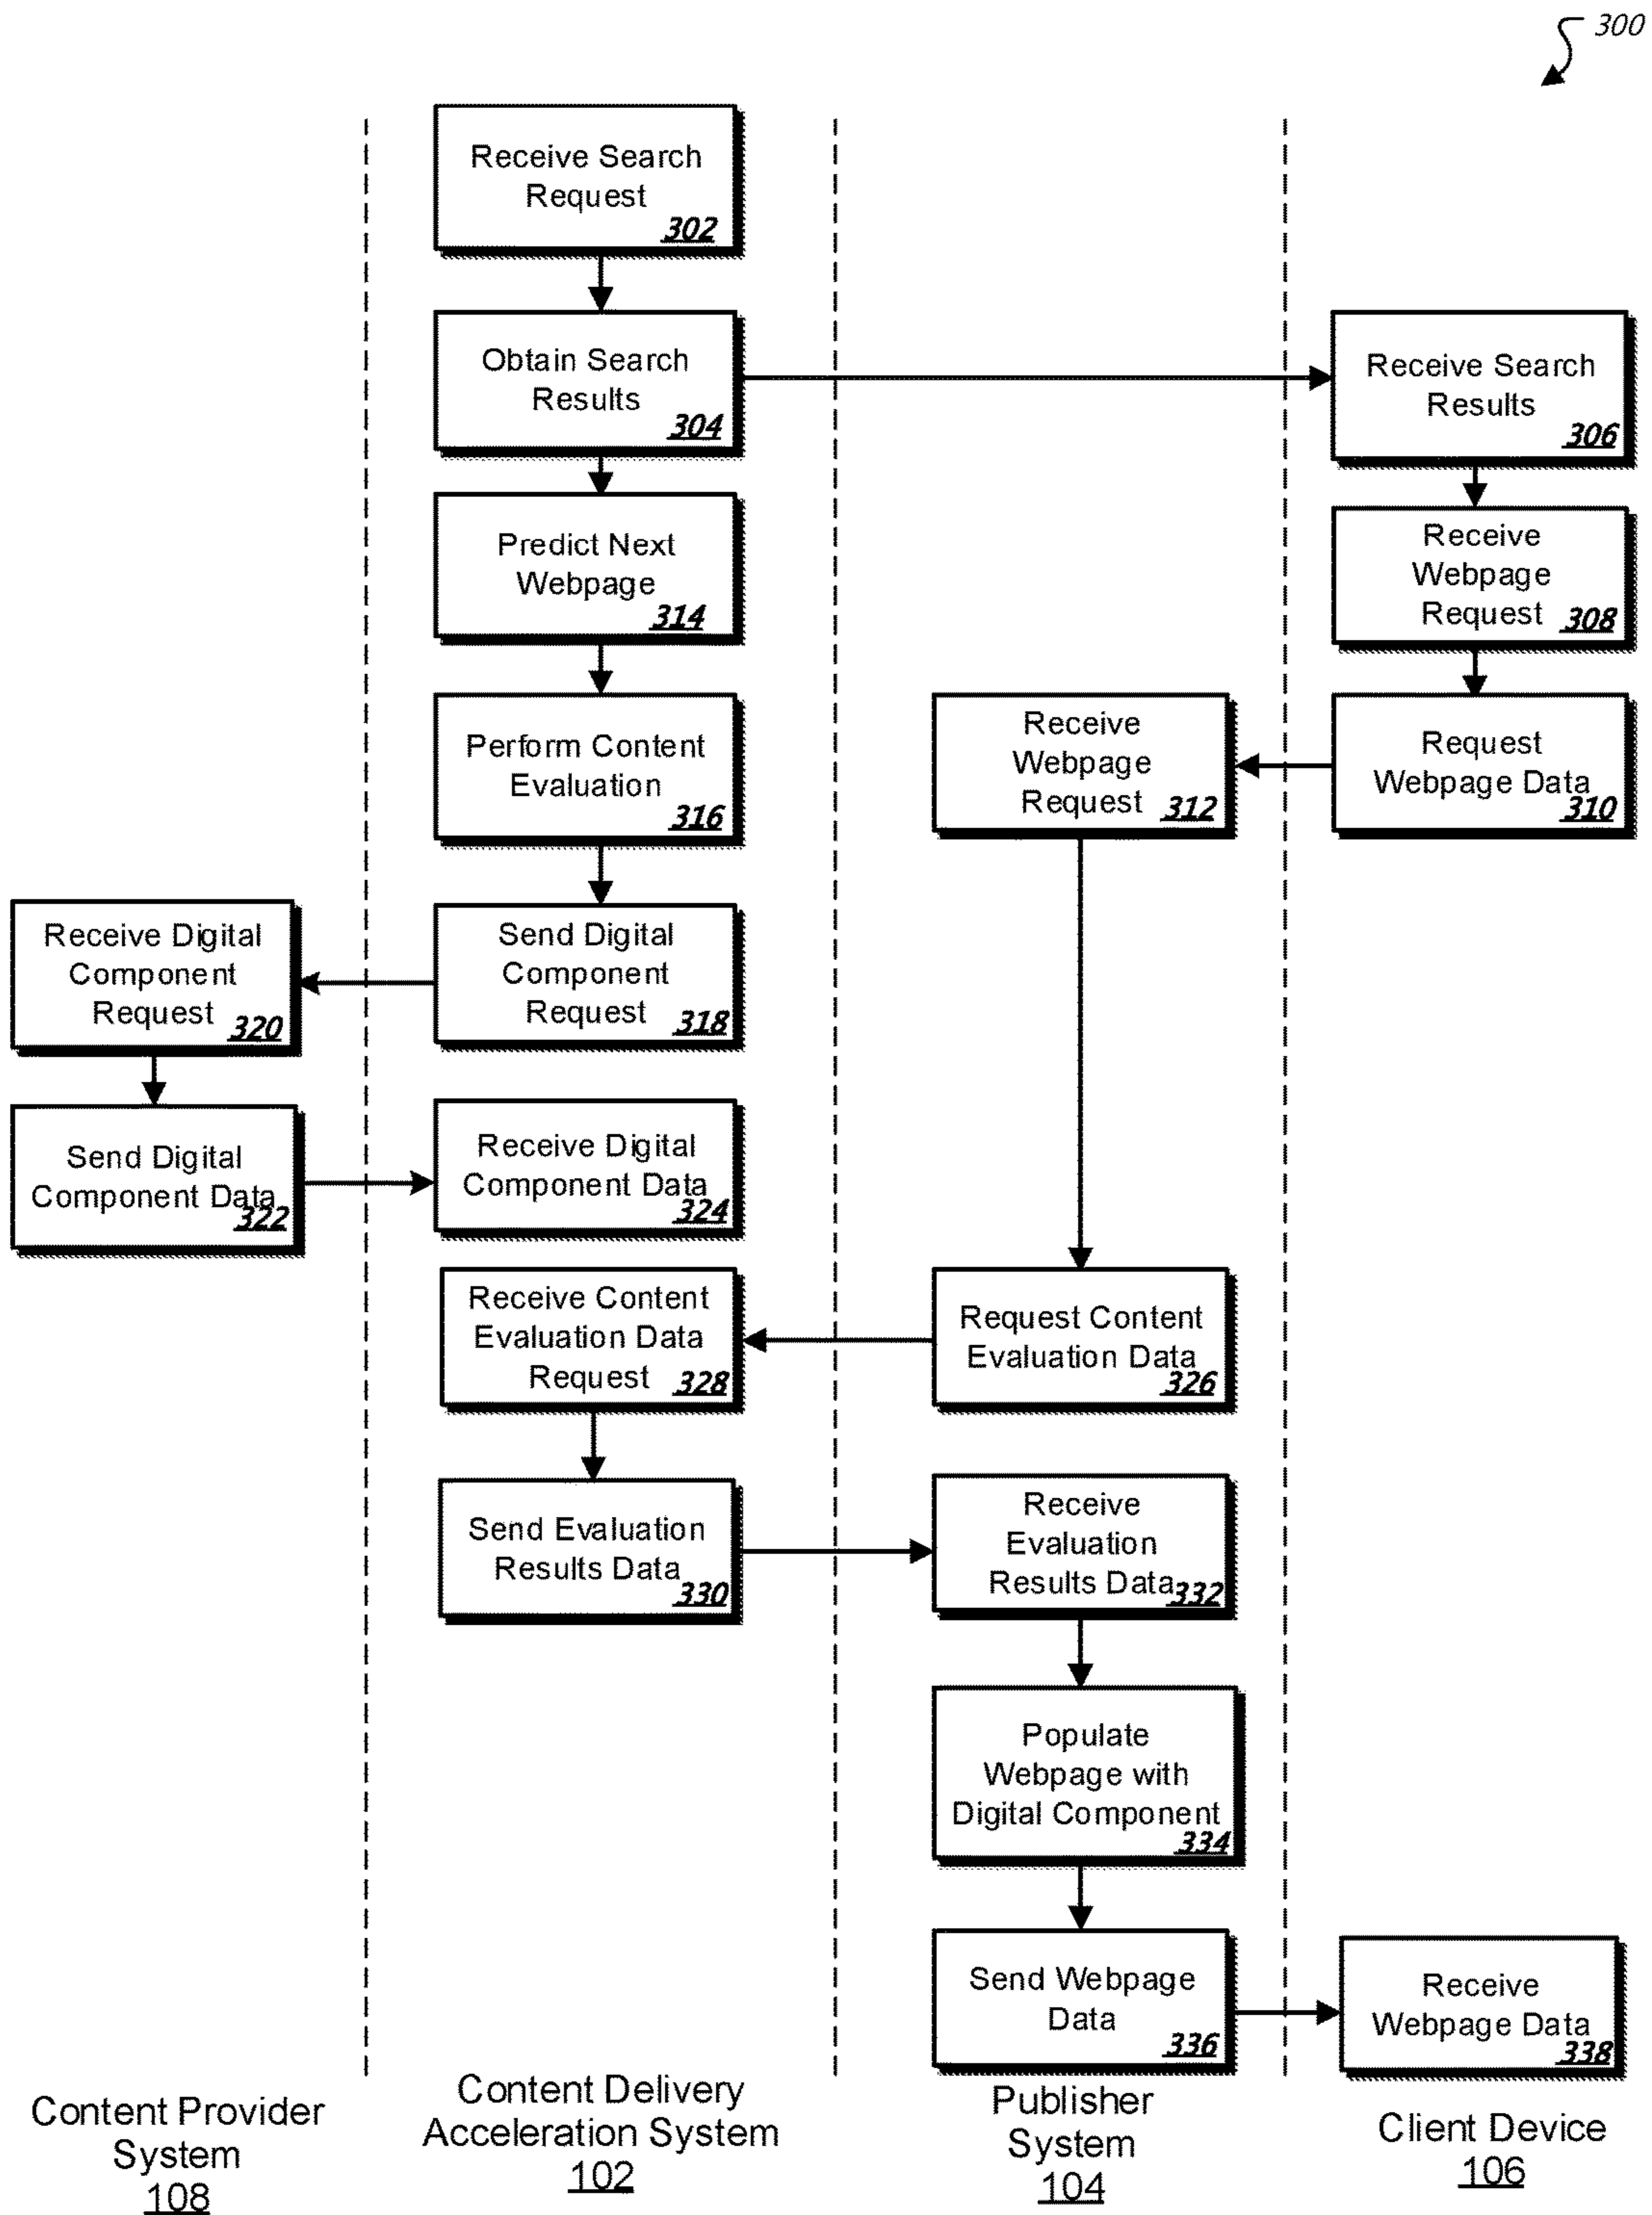 300
Receive Search
Request
302
Obtain Search
Results
304
Receive Search
Results
306
Predict Next
Webpage
314
Receive
Webpage
Request
308
Perform Content
Evaluation
316
Receive
Webpage
Request
312
Request
Webpage Data
310
Receive Digital
Component
Request
320
Send Digital
Component
Request
318
Send Digital
Component Data
322
Receive Digital
Component Data
324
Receive Content
Evaluation Data
Request
328
Request Content
Evaluation Data
326
Send Evaluation
Results Data
330
Receive
Evaluation
Results Data
332
Populate
Webpage with
Digital Component
334
Send Webpage
Data
336
Receive
Webpage Data
338
Content Provider
System
108
Content Delivery
Acceleration System
102
Publisher
System
104
Client Device
106